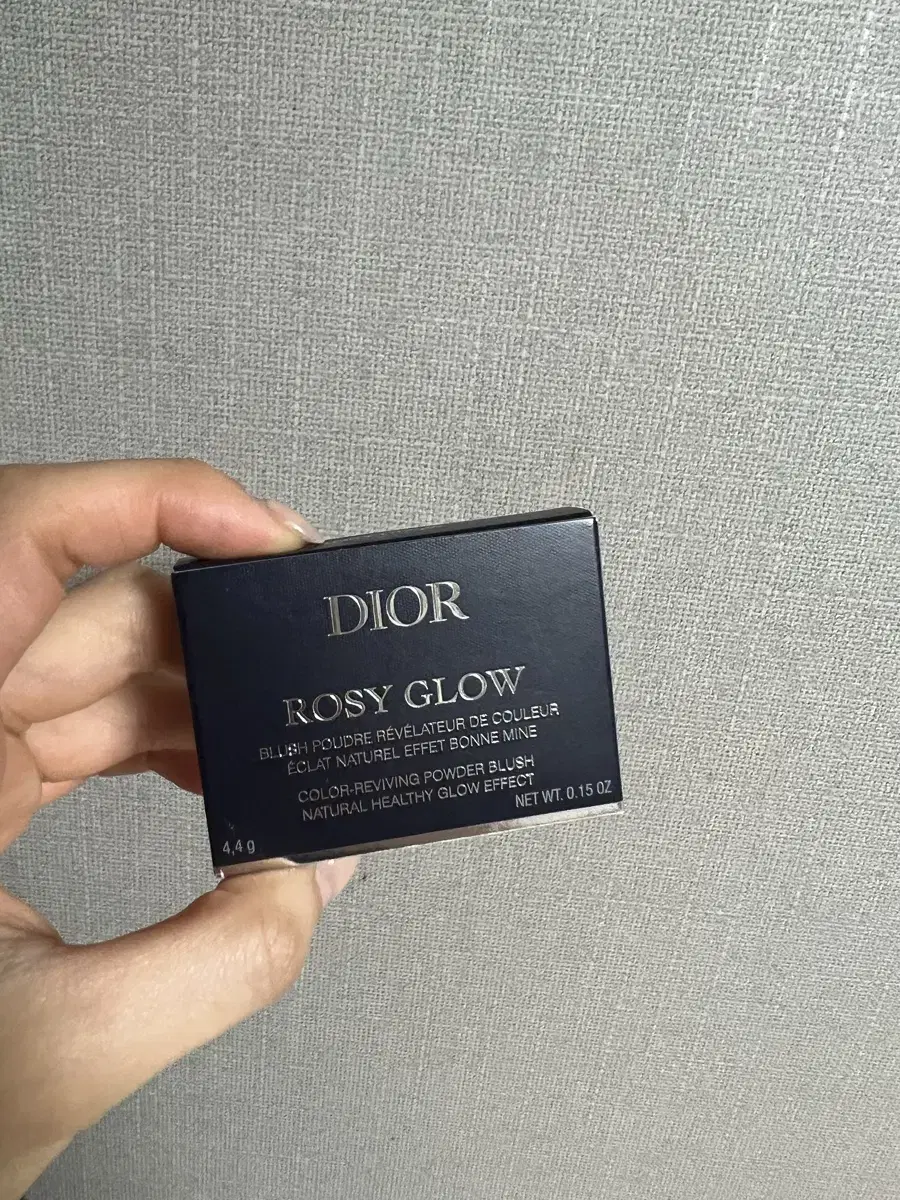 DIOR
ROSY GLOW
BLUSH POUDRE RÉVÉLATEUR DE COULEUR
ÉCLAT NATUREL EFFET BONNE MINE
COLOR-REVIVING POWDER BLUSH
NATURAL HEALTHY GLOW EFFECT
4,4 g NET WT. 0.15 OZ